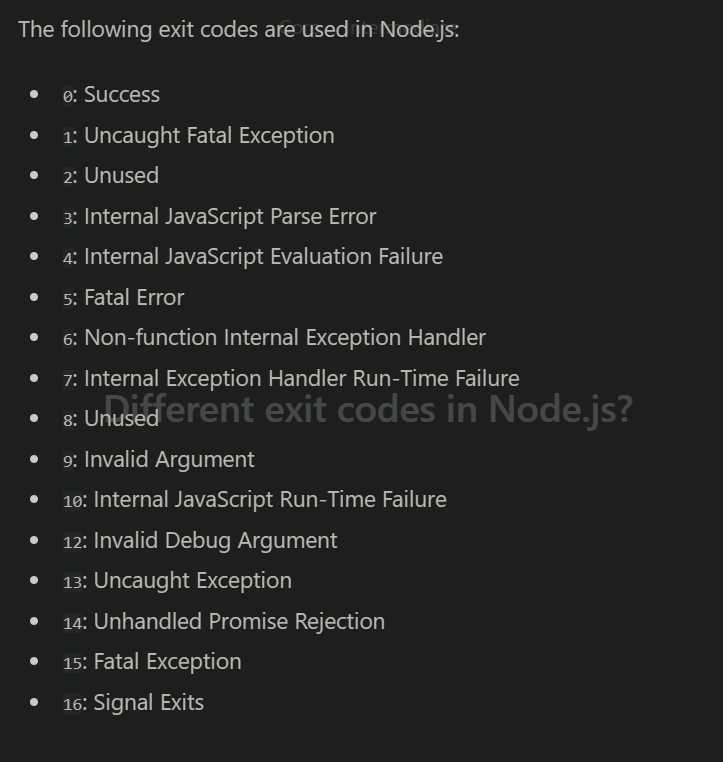 The following exit codes are used in Node.js:
0: Success
1: Uncaught Fatal Exception
2: Unused
3: Internal JavaScript Parse Error
4: Internal JavaScript Evaluation Failure
5: Fatal Error
6: Non-function Internal Exception Handler
7: Internal Exception Handler Run-Time Failure
Different exit codes in Node.js?
8: Unused
9: Invalid Argument
10: Internal JavaScript Run-Time Failure
12: Invalid Debug Argument
13: Uncaught Exception
14: Unhandled Promise Rejection
15: Fatal Exception
16: Signal Exits